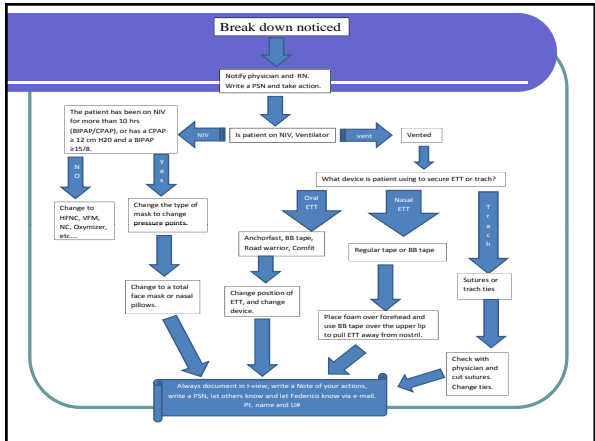 Break down noticed
Notify physician and RN.
Write a PSN and take action.
The patient has been on NIV
for more than 10 hrs
(BIPAP/CPAP), or has a CPAP
≥ 12 cm H20 and a BIPAP
≥15/8.
NIV
Is patient on NIV, Ventilator
vent
Vented
What device is patient using to secure ETT or trach?
NO
Yes
Oral
ETT
Nasal
ETT
Trach
Change to
HFNC, VFM,
NC, Oxymizer,
etc....
Change the type of
mask to change
pressure points.
Anchorfast, BB tape,
Road warrior, Comfit
Regular tape or BB tape
Sutures or
trach ties
Change to a total
face mask or nasal
pillows.
Change position of
ETT, and change
device.
Place foam over forehead and
use BB tape over the upper lip
to pull ETT away from nostril.
Check with
physician and
cut sutures.
Change ties.
Always document in I-view, write a Note of your actions,
write a PSN, let others know and let Federico know via e-mail.
Pt. name and U#